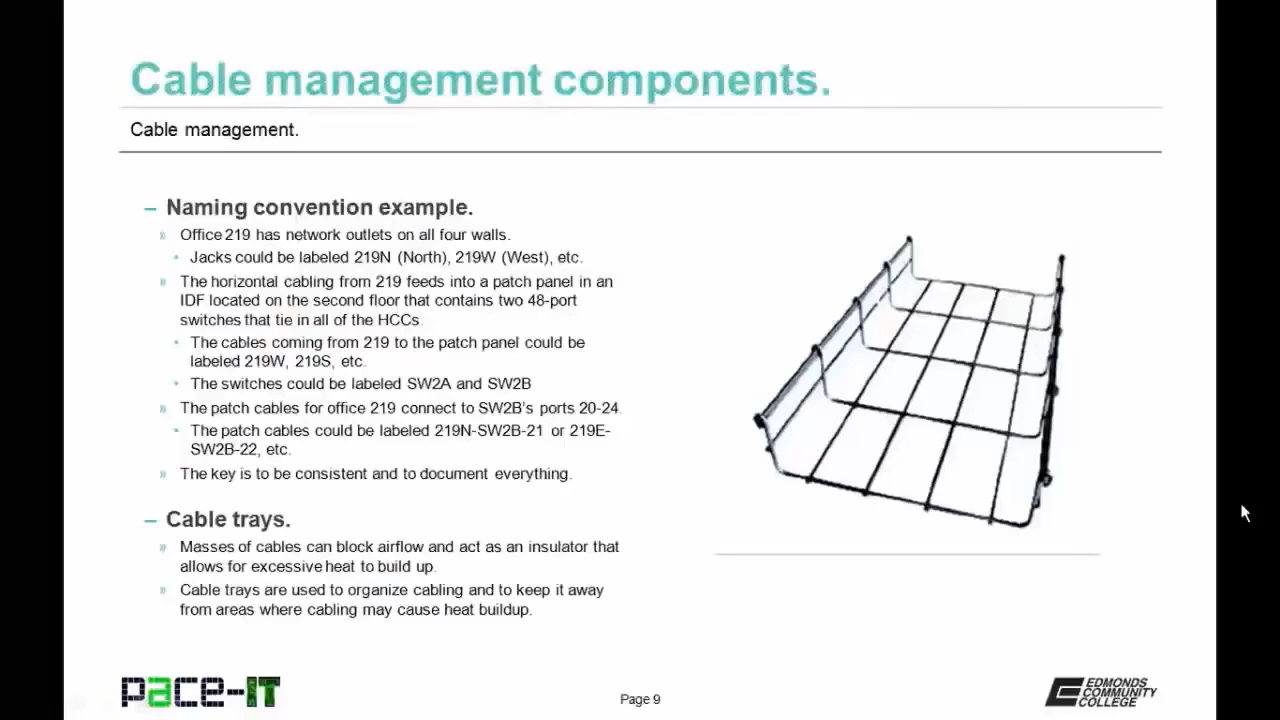 Cable management components.
Cable management.
– Naming convention example.
» Office 219 has network outlets on all four walls.
• Jacks could be labeled 219N (North), 219W (West), etc.
» The horizontal cabling from 219 feeds into a patch panel in an
IDF located on the second floor that contains two 48-port
switches that tie in all of the HCCs.
• The cables coming from 219 to the patch panel could be
labeled 219W, 219S, etc.
• The switches could be labeled SW2A and SW2B
» The patch cables for office 219 connect to SW2B's ports 20-24.
• The patch cables could be labeled 219N-SW2B-21 or 219E-
SW2B-22, etc.
» The key is to be consistent and to document everything.
– Cable trays.
» Masses of cables can block airflow and act as an insulator that
allows for excessive heat to build up.
» Cable trays are used to organize cabling and to keep it away
from areas where cabling may cause heat buildup.
pace-IT
Page 9
EDMONDS
COMMUNITY
COLLEGE